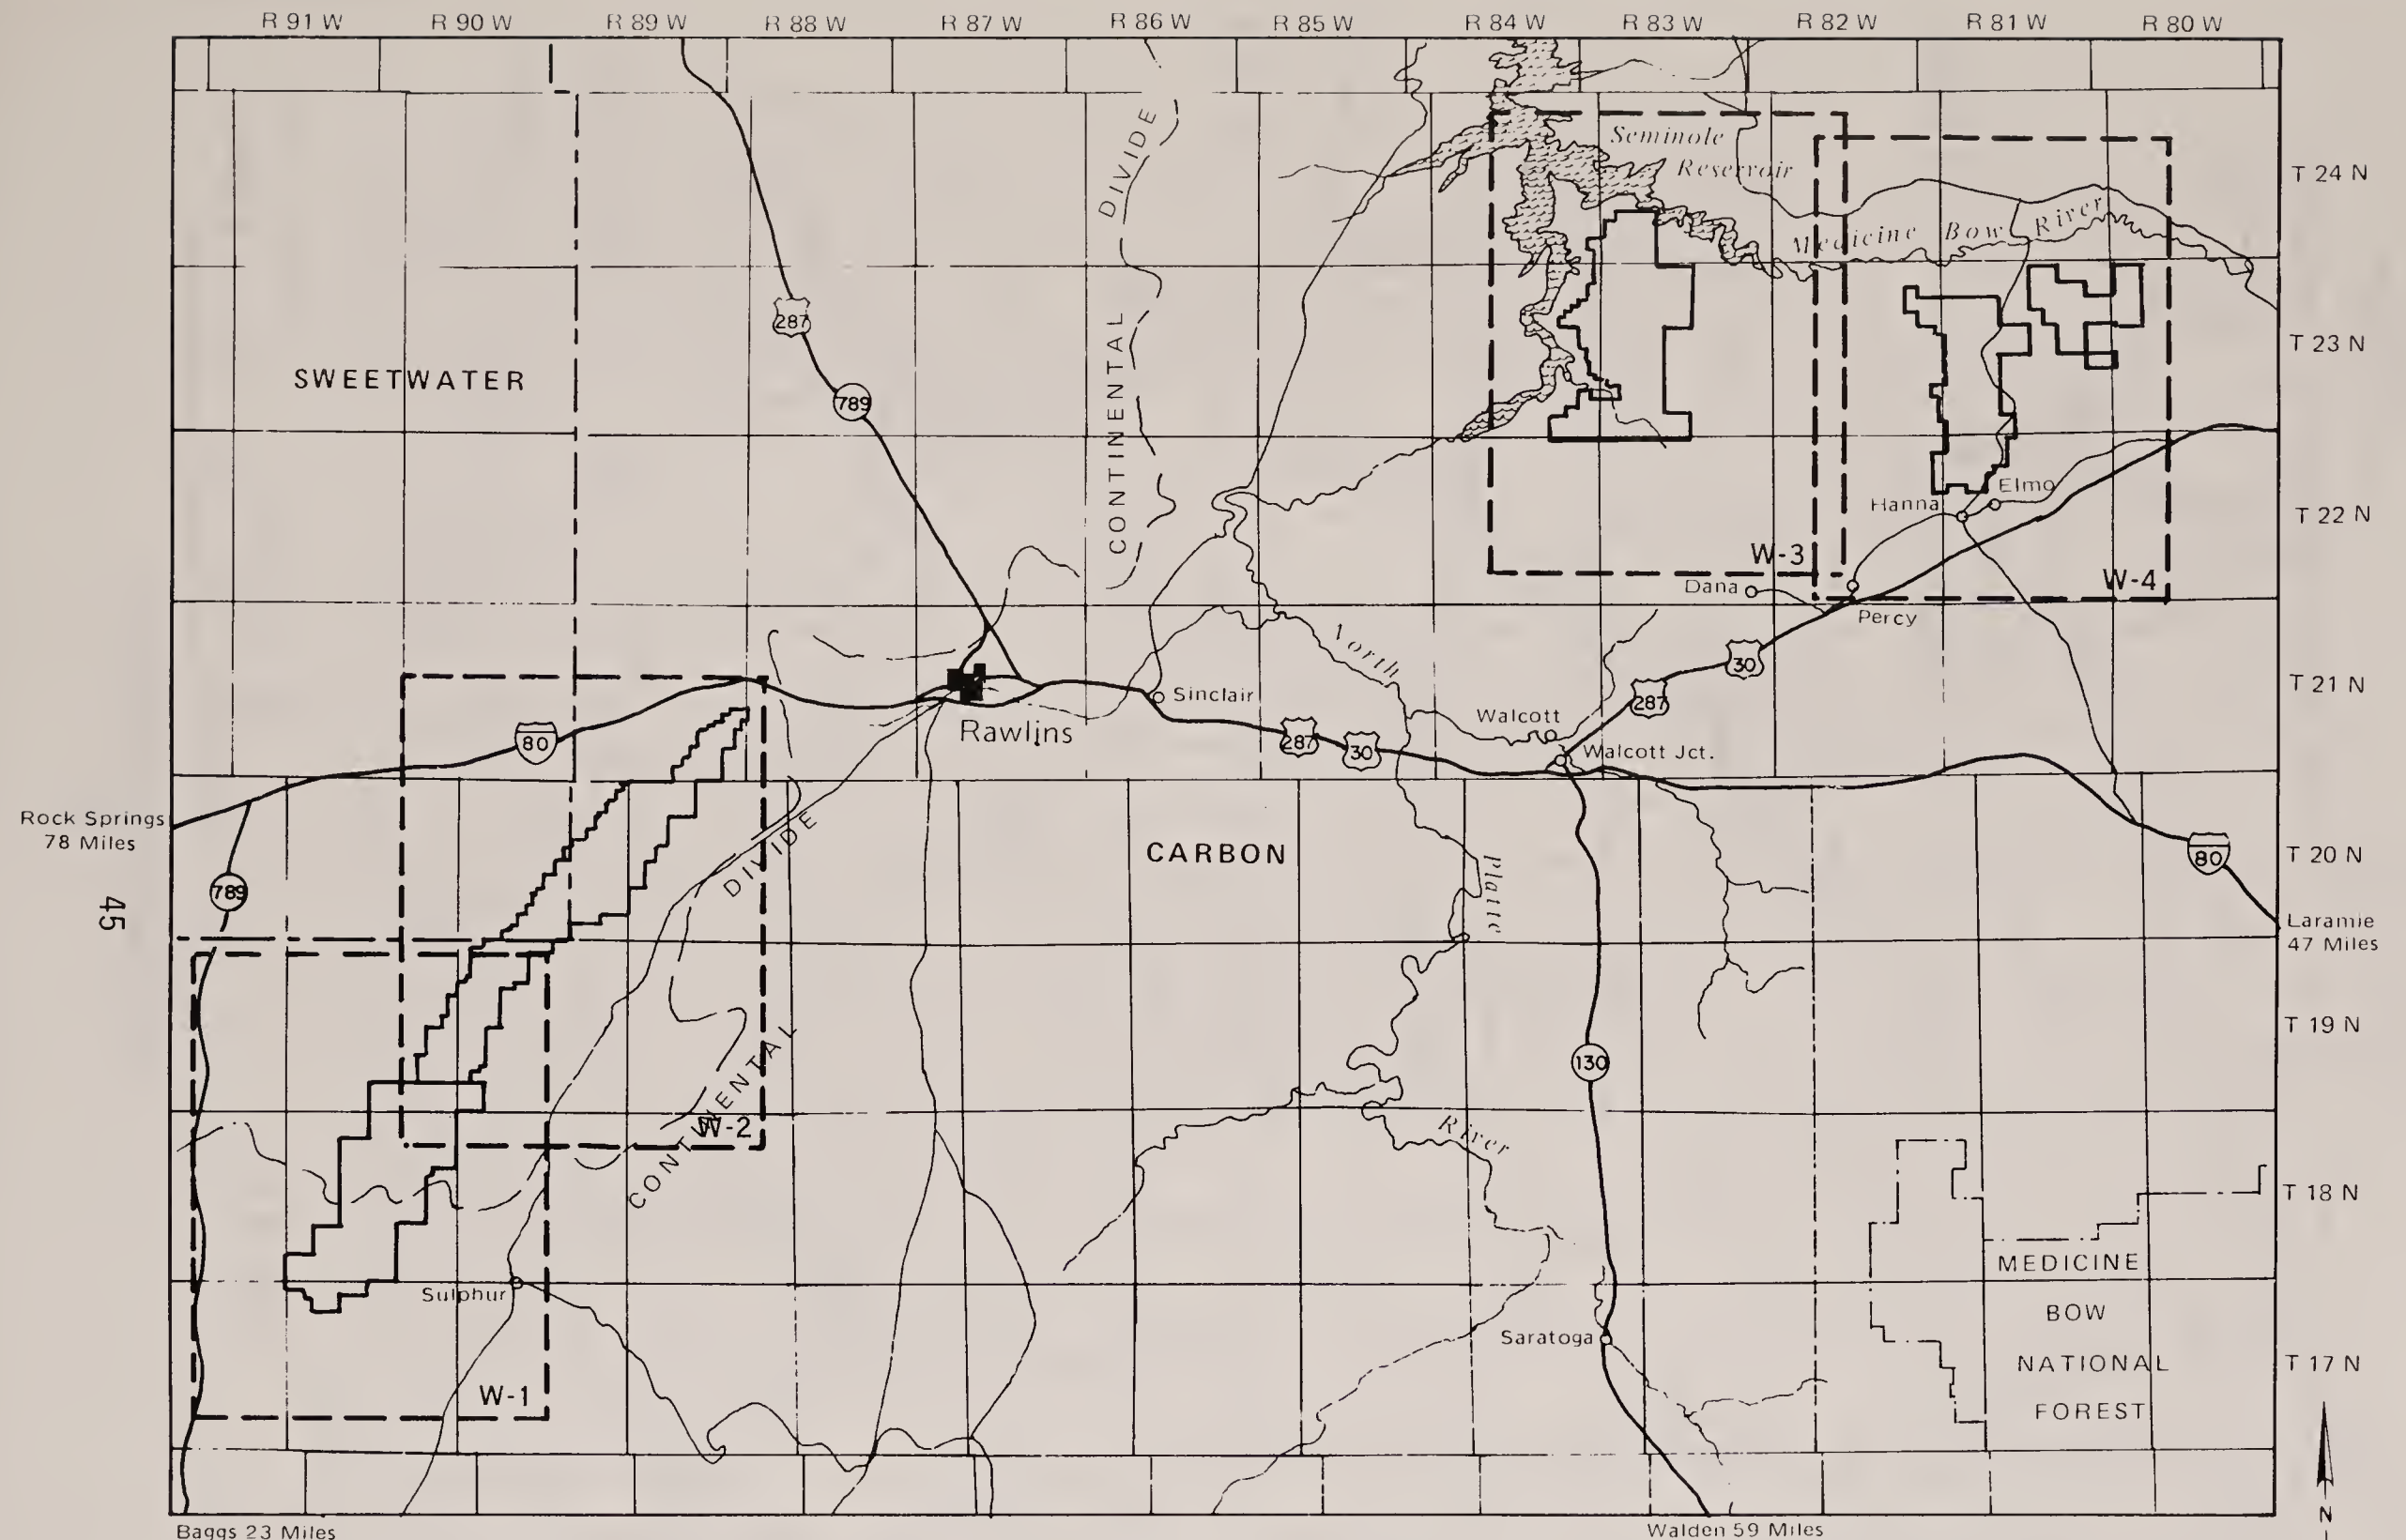 R 91 W R 90 W R 89 W R 88 W R 87 W R 86 W R 85 W R 84 W R 83 W R 82 W R 81 W R 80 W
Seminole
Reservoir
T 24 N
DIVIDE
Medicine Bow River
287
T 23 N
SWEETWATER
789
CONTINENTAL
Elmo
Hanna
T 22 N
W-3
W-4
Dana
Percy
North
30
T 21 N
Sinclair
287
Rawlins
Walcott
80
287
30
Walcott Jct.
Rock Springs
78 Miles
DIVIDE
CARBON
80
T 20 N
789
Platte
45
Laramie
47 Miles
T 19 N
130
CONTINENTAL
W-2
River
T 18 N
MEDICINE
Sulphur
BOW
Saratoga
NATIONAL
T 17 N
W-1
FOREST
N
Baggs 23 Miles
Walden 59 Miles